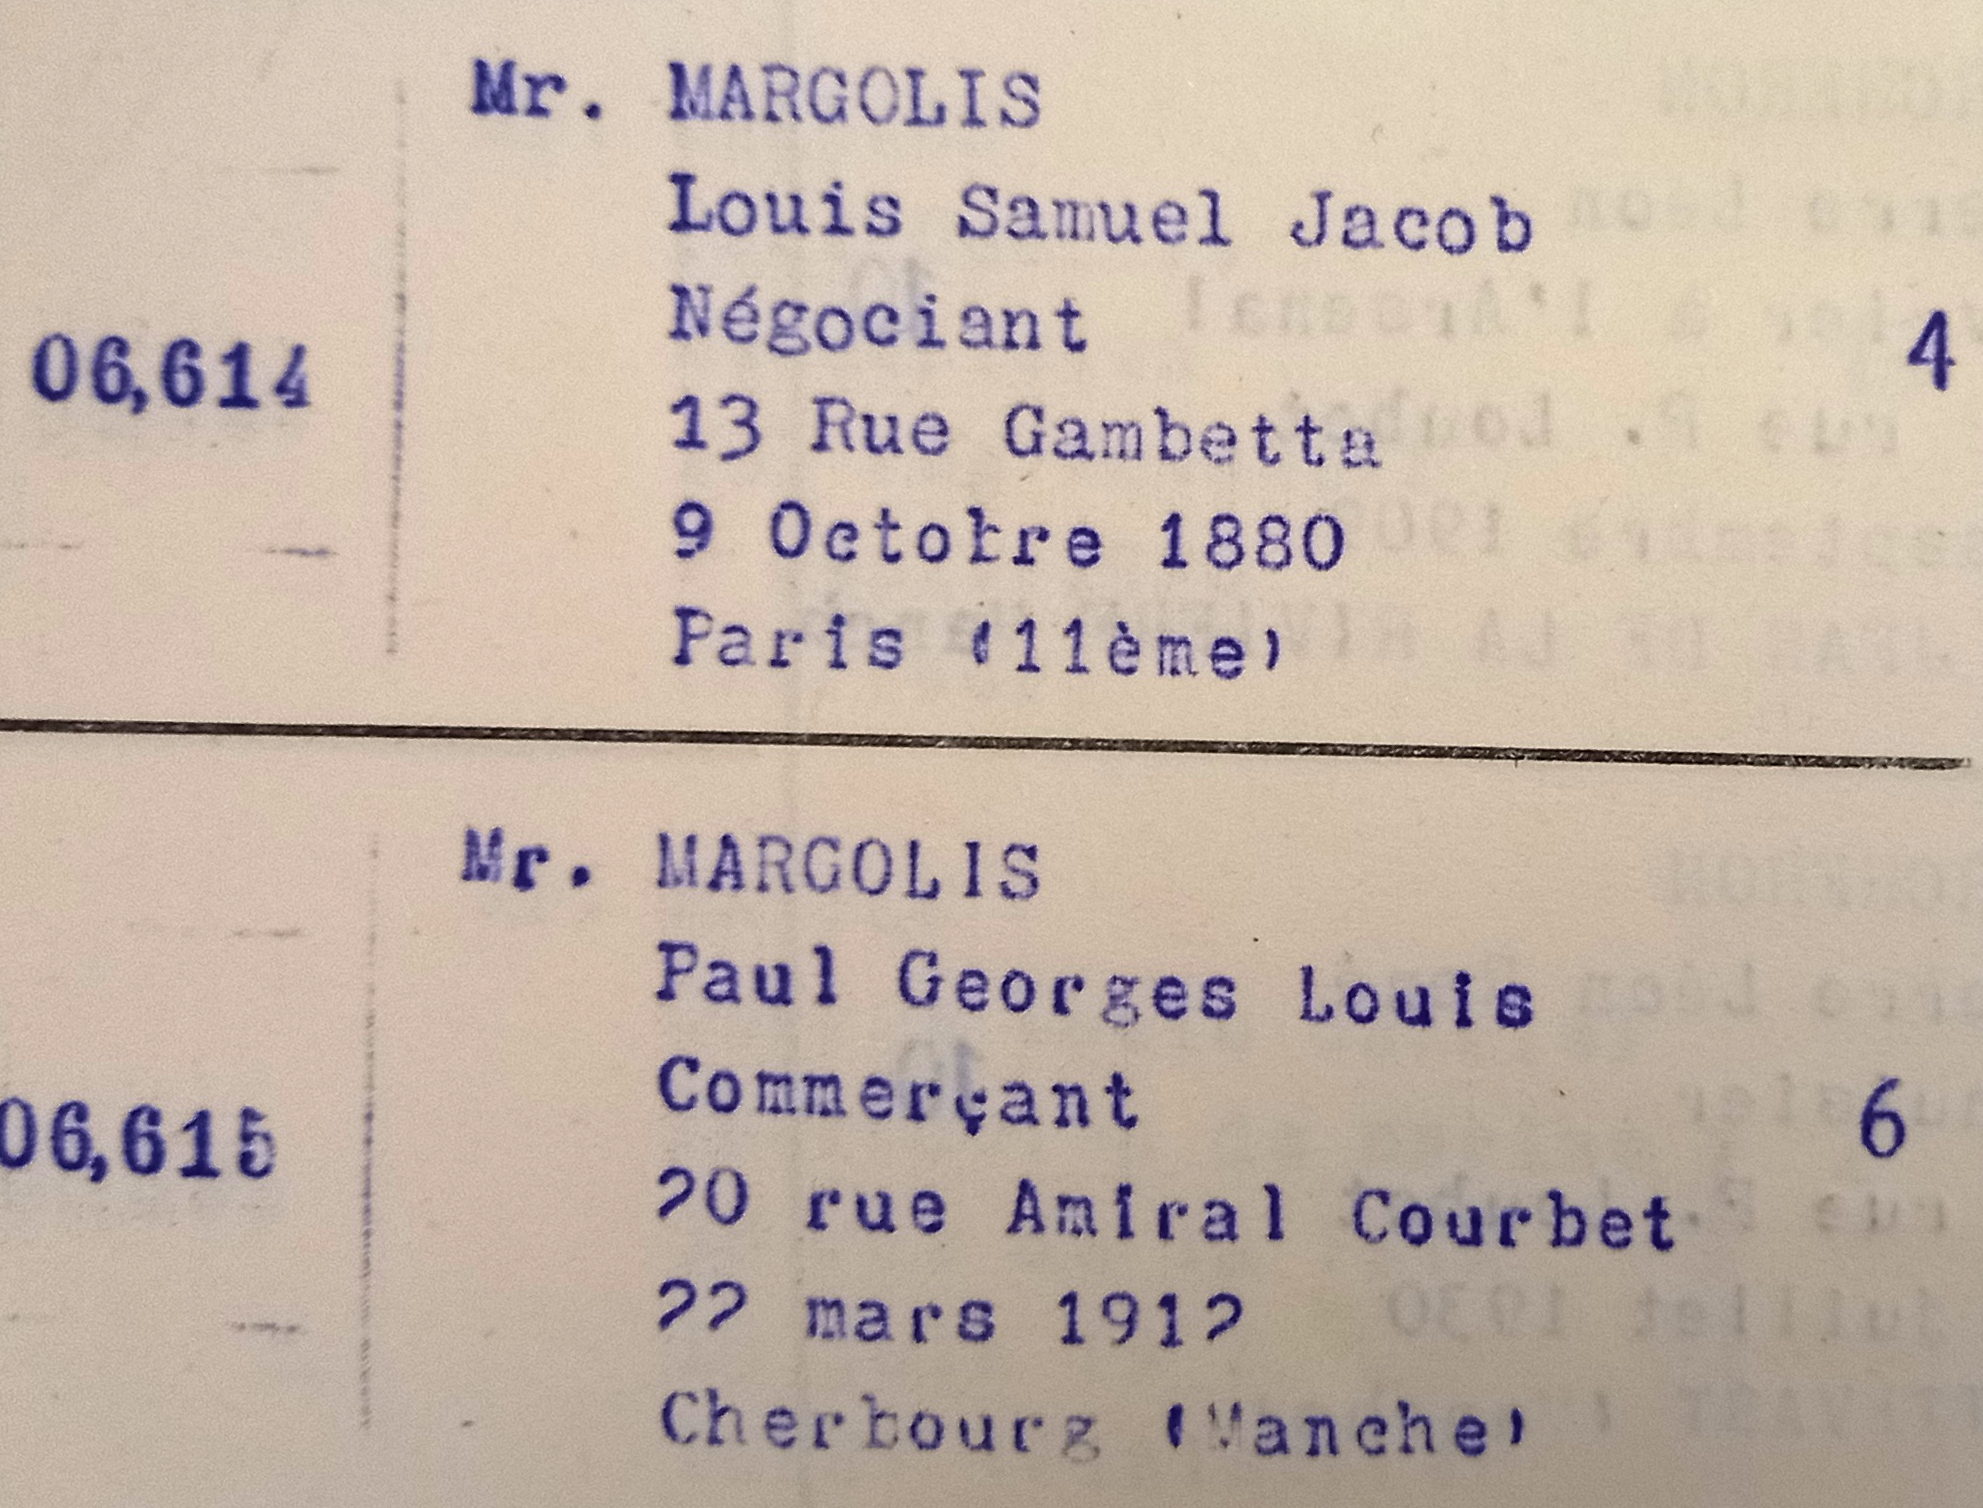 Mr. MARGOLIS
Louis Samuel Jacob
Négociant
06,614
4
13 Rue Gambetta
9 Octobre 1880
Paris (11ème)
Mr. MARGOLIS
Paul Georges Louis
Commerçant
06,615
6
20 rue Amiral Courbet
22 mars 1912
Cherbourg (Manche)